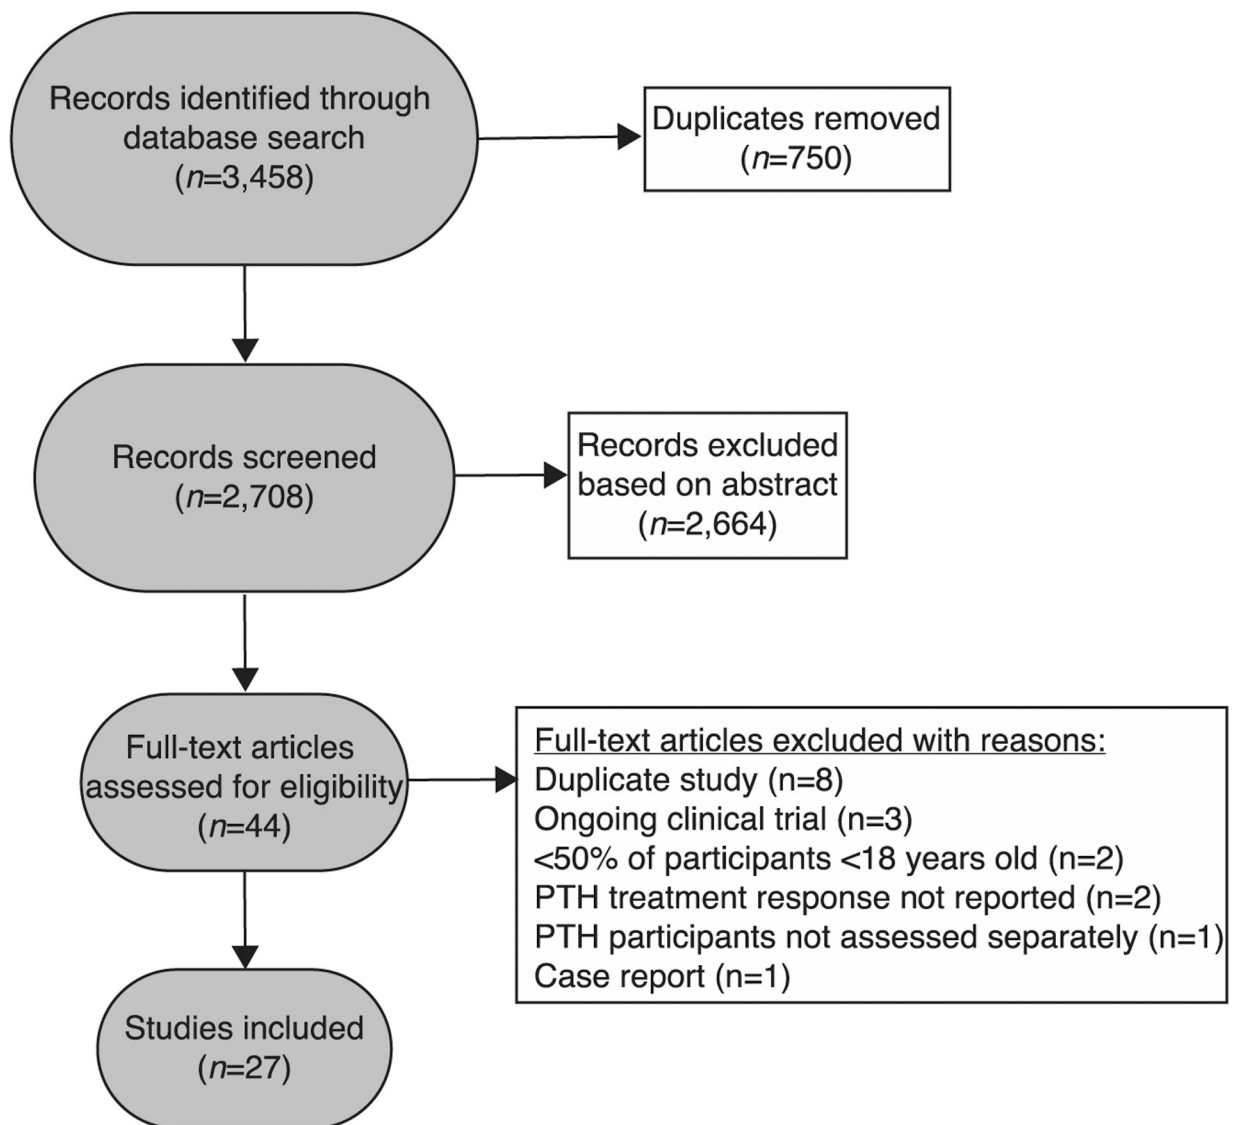 Records identified through
database search
(n=3,458)
Duplicates removed
(n=750)
Records screened
(n=2,708)
Records excluded
based on abstract
(n=2,664)
Full-text articles
assessed for eligibility
(n=44)
Full-text articles excluded with reasons:
Duplicate study (n=8)
Ongoing clinical trial (n=3)
<50% of participants <18 years old (n=2)
PTH treatment response not reported (n=2)
PTH participants not assessed separately (n=1)
Case report (n=1)
Studies included
(n=27)